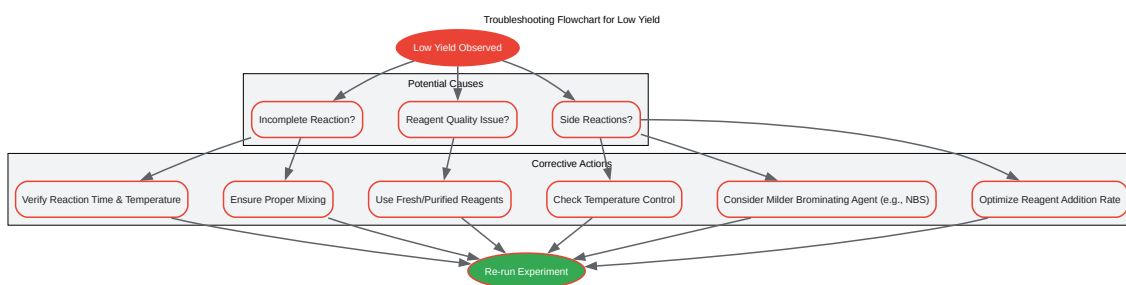 Troubleshooting Flowchart for Low Yield
Low Yield Observed
Potential Causes
Incomplete Reaction?
Reagent Quality Issue?
Side Reactions?
Corrective Actions
Verify Reaction Time & Temperature
Ensure Proper Mixing
Use Fresh/Purified Reagents
Check Temperature Control
Consider Milder Brominating Agent (e.g., NBS)
Optimize Reagent Addition Rate
Re-run Experiment